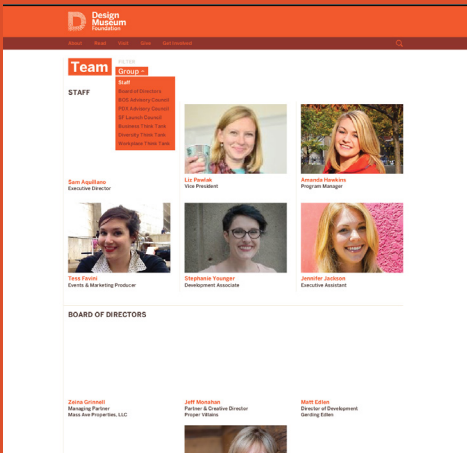 Design
Museum
Foundation
About Read Visit Give Get Involved
Team
FILTER
Group
Staff
Board of Directors
BOS Advisory Council
PDX Advisory Council
SF Launch Council
Business Think Tank
Diversity Think Tank
Workplace Think Tank
STAFF
Sam Aquillano
Executive Director
Liz Pawlak
Vice President
Amanda Hawkins
Program Manager
Tess Favini
Events & Marketing Producer
Stephanie Younger
Development Associate
Jennifer Jackson
Executive Assistant
BOARD OF DIRECTORS
Zeina Grinnell
Managing Partner
Mass Ave Properties, LLC
Jeff Monahan
Partner & Creative Director
Proper Villains
Matt Edlen
Director of Development
Gerding Edlen